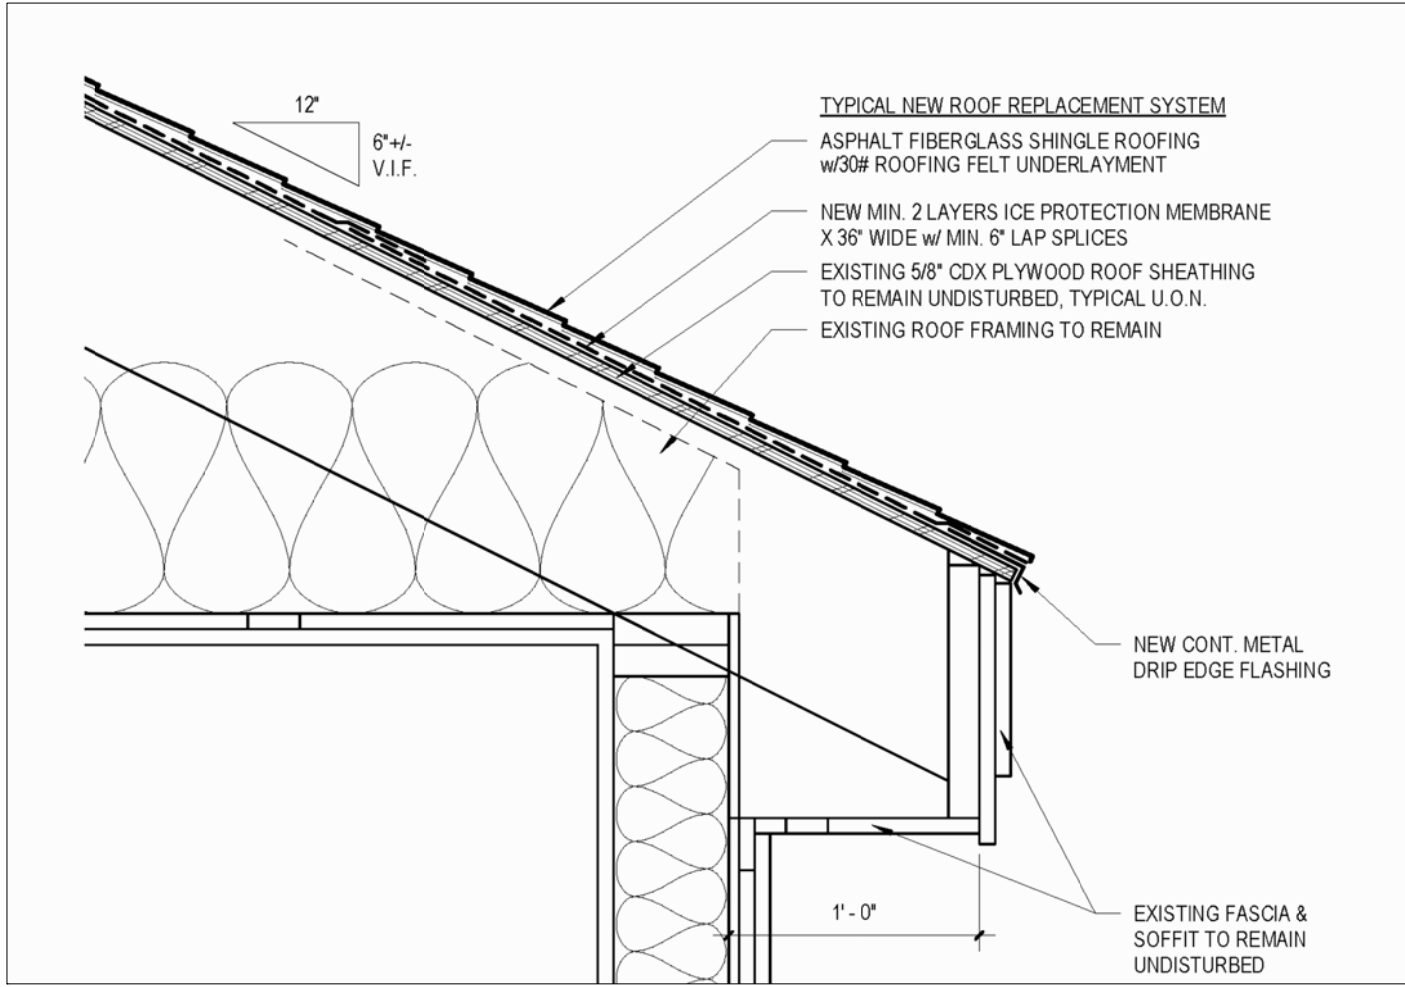 12"
6"+/-
V.I.F.
TYPICAL NEW ROOF REPLACEMENT SYSTEM
ASPHALT FIBERGLASS SHINGLE ROOFING
w/30# ROOFING FELT UNDERLAYMENT
NEW MIN. 2 LAYERS ICE PROTECTION MEMBRANE
X 36" WIDE w/ MIN. 6" LAP SPLICES
EXISTING 5/8" CDX PLYWOOD ROOF SHEATHING
TO REMAIN UNDISTURBED, TYPICAL U.O.N.
EXISTING ROOF FRAMING TO REMAIN
NEW CONT. METAL
DRIP EDGE FLASHING
1' - 0"
EXISTING FASCIA &
SOFFIT TO REMAIN
UNDISTURBED